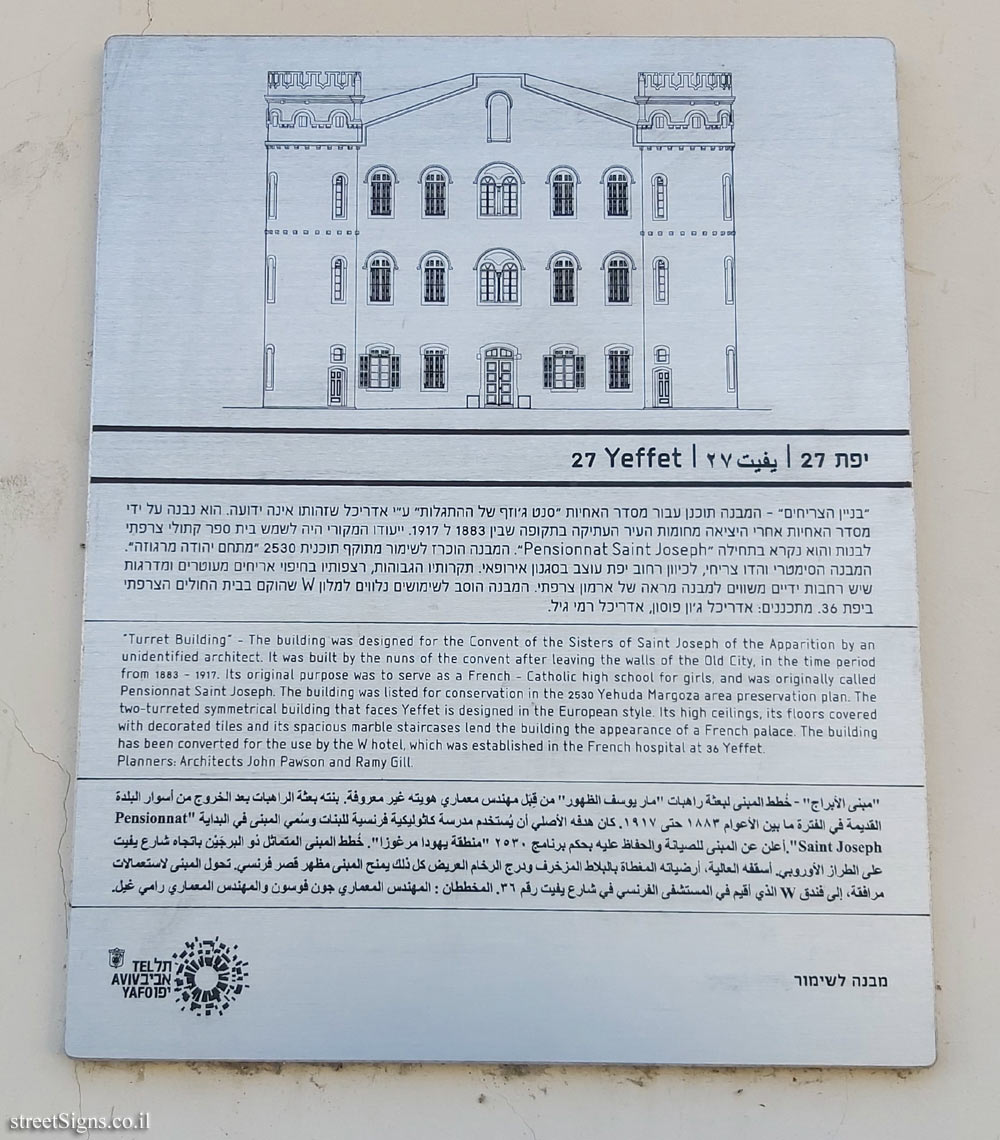 27 Yeffet | يفيت ٢٧ | יפת 27
"בניין הצריחים" - המבנה תוכנן עבור מסדר האחיות "סנט ג'וזף של ההתגלות" ע"י אדריכל שזהותו אינה ידועה. הוא נבנה על ידי
מסדר האחיות אחרי היציאה מחומות העיר העתיקה בתקופה שבין 1883 ל 1917. ייעודו המקורי היה לשמש בית ספר קתולי צרפתי
לבנות והוא נקרא בתחילה "Pensionnat Saint Joseph". המבנה הוכרז לשימור מתוקף תוכנית 2530 "מתחם יהודה מרגוזה".
המבנה הסימטרי והדו צריחי, לכיוון רחוב יפת עוצב בסגנון אירופאי. תקרותיו הגבוהות, רצפותיו בחיפוי אריחים מעוטרים ומדרגות
שיש רחבות ידיים משווים למבנה מראה של ארמון צרפתי. המבנה הוסב לשימושים נלווים למלון W שהוקם בבית החולים הצרפתי
ביפת 36. מתכננים: אדריכל ג'ון פוסון, אדריכל רמי גיל.
"Turret Building" - The building was designed for the Convent of the Sisters of Saint Joseph of the Apparition by an
unidentified architect. It was built by the nuns of the convent after leaving the walls of the Old City, in the time period
from 1883 - 1917. Its original purpose was to serve as a French - Catholic high school for girls, and was originally called
Pensionnat Saint Joseph. The building was listed for conservation in the 2530 Yehuda Margoza area preservation plan. The
two-turreted symmetrical building that faces Yeffet is designed in the European style. Its high ceilings, its floors covered
with decorated tiles and its spacious marble staircases lend the building the appearance of a French palace. The building
has been converted for the use by the W hotel, which was established in the French hospital at 36 Yeffet.
Planners: Architects John Pawson and Ramy Gill.
"مبنى الأبراج" - خُطط المبنى لبعثة راهبات "مار يوسف الظهور" من قِبَل مهندس معماري هويته غير معروفة. بنته بعثة الراهبات بعد الخروج من أسوار البلدة
القديمة في الفترة ما بين الأعوام ١٨٨٣ حتى ١٩١٧. كان هدفه الأصلي أن يُستخدم مدرسة كاثوليكية فرنسية للبنات وسُمي المبنى في البداية "Pensionnat
Saint Joseph". أعلن عن المبنى للصيانة والحفاظ عليه بحكم برنامج ٢٥٣٠ "منطقة يهودا مرغوزا". خُطط المبنى المتماثل ذو البرجَيْن باتجاه شارع يفيت
على الطراز الأوروبي. أسقفه العالية، أرضياته المغطاة بالبلاط المزخرف ودرج الرخام العريض كل ذلك يمنح المبنى مظهر قصر فرنسي. تحول المبنى لاستعمالات
مرافقة، إلى فندق W الذي أقيم في المستشفى الفرنسي في شارع يفيت رقم ٣٦. المخططان : المهندس المعماري جون فوسون والمهندس المعماري رامي غيل.
TEL תל
AVIV אביב
YAFO יפו
מבנה לשימור
streetSigns.co.il